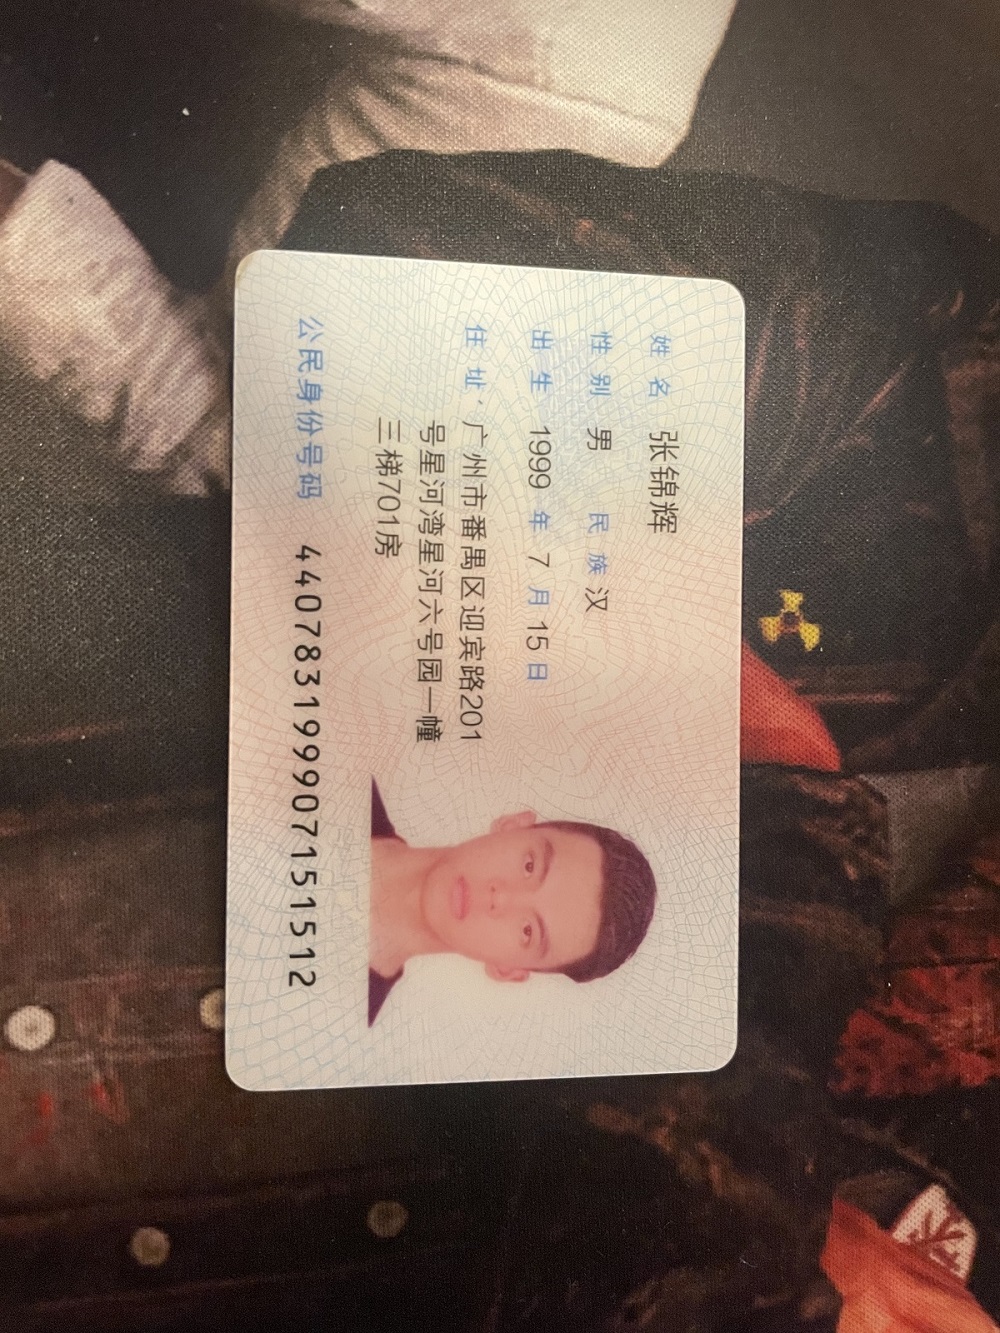 姓名 张锦辉
性别 男 民族 汉
出生 1999 年 7 月 15 日
住址 广州市番禺区迎宾路201
号星河湾星河六号园一幢
三梯701房
公民身份号码 440783199907151512